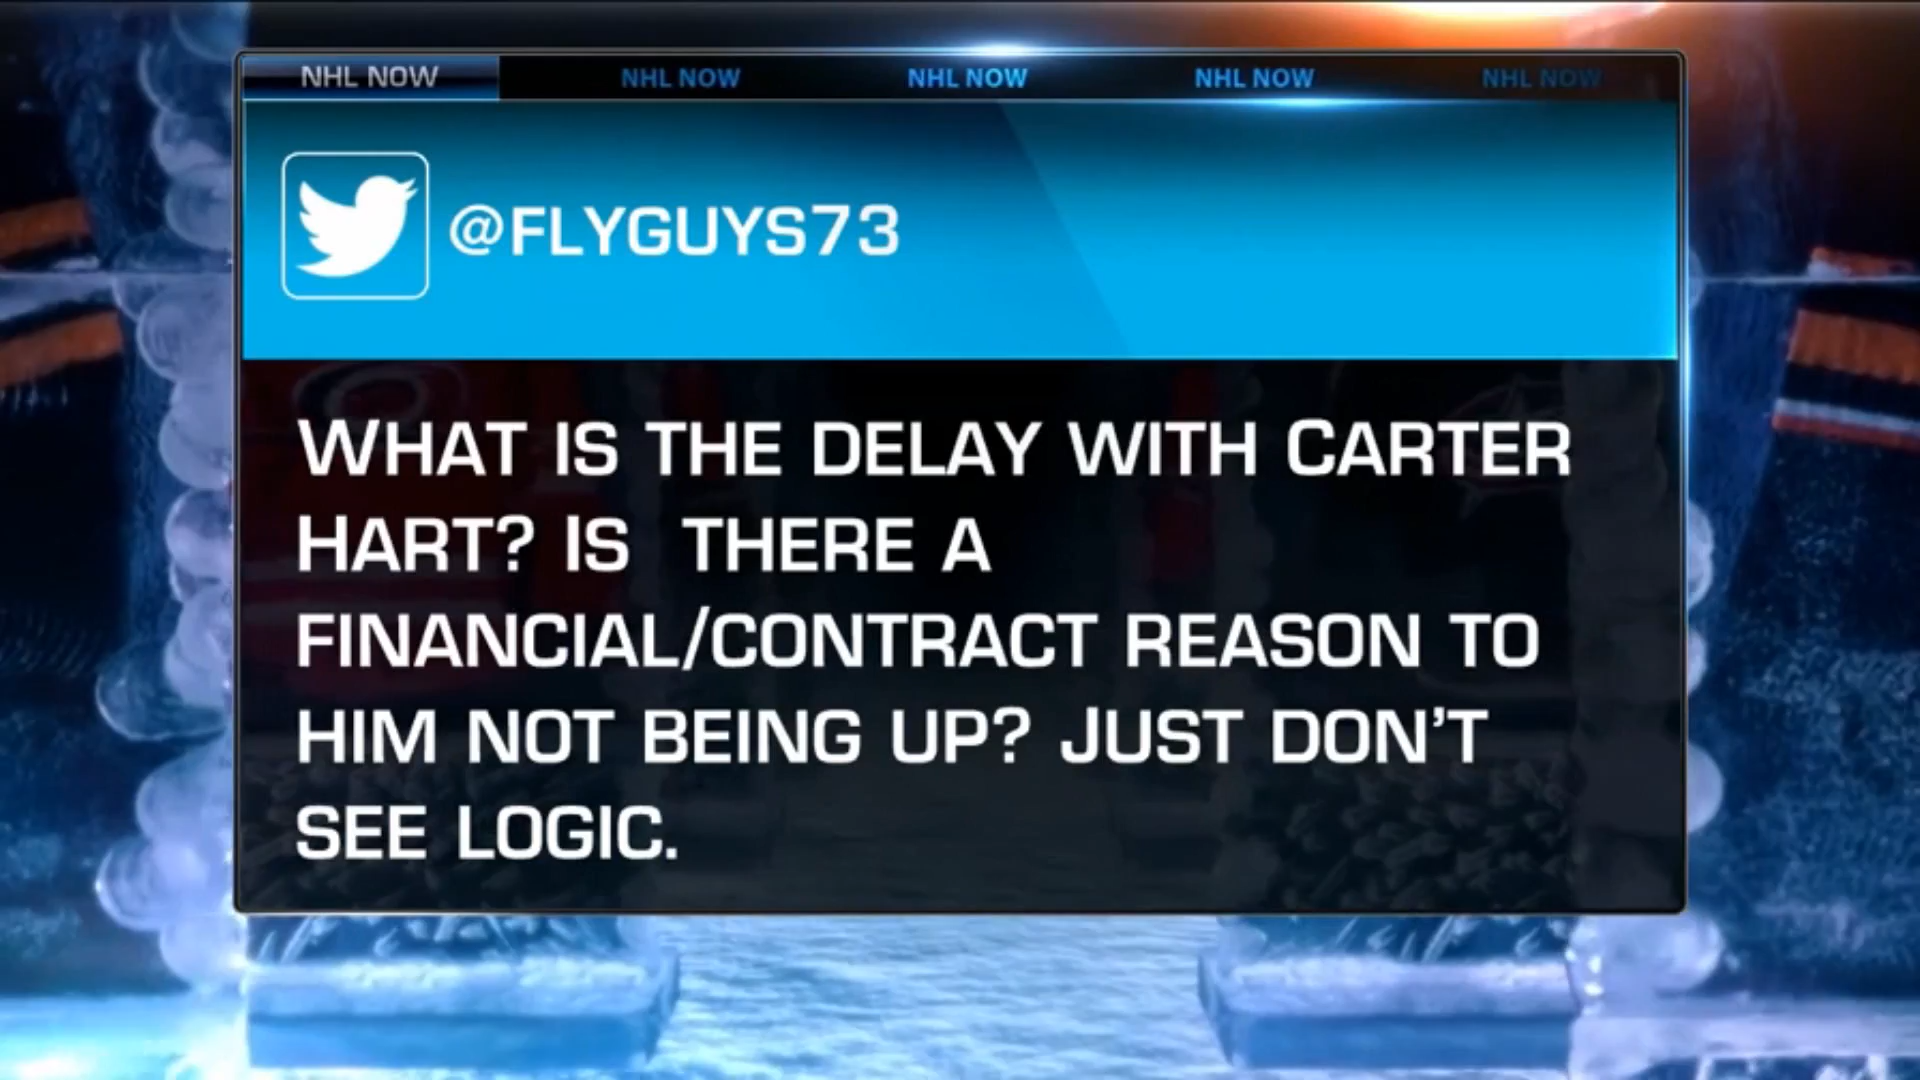 NHL NOW NHL NOW NHL NOW NHL NOW NHL NOW
@FLYGUYS73
WHAT IS THE DELAY WITH CARTER
HART? IS THERE A
FINANCIAL/CONTRACT REASON TO
HIM NOT BEING UP? JUST DON'T
SEE LOGIC.